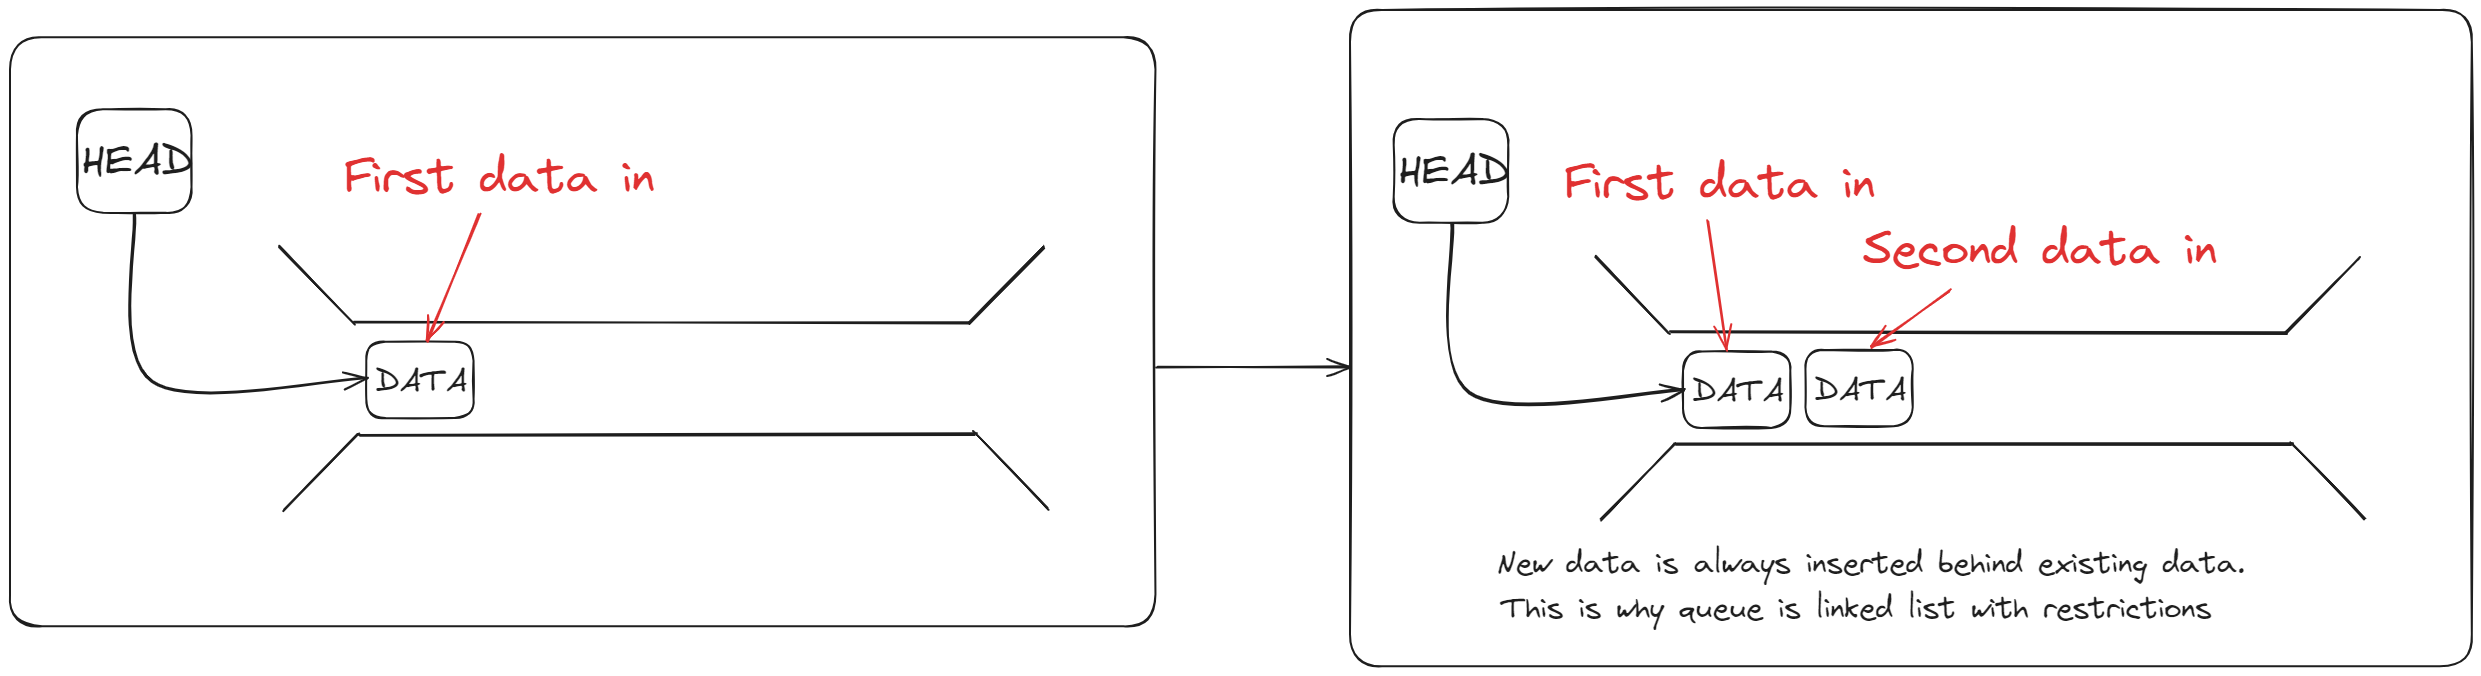 HEAD
First data in
DATA
HEAD
First data in
Second data in
DATA
DATA
New data is always inserted behind existing data.
This is why queue is linked list with restrictions